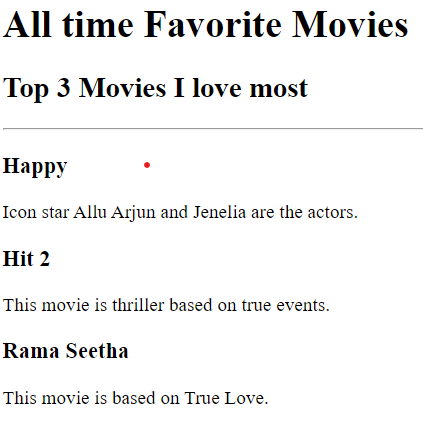 All time Favorite Movies
Top 3 Movies I love most
Happy
Icon star Allu Arjun and Jenelia are the actors.
Hit 2
This movie is thriller based on true events.
Rama Seetha
This movie is based on True Love.